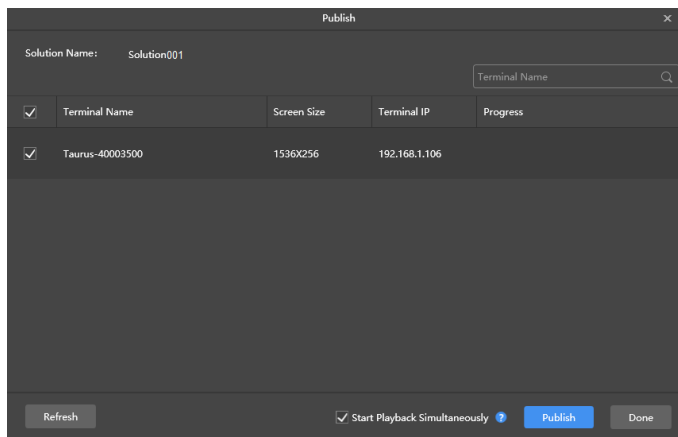 Publish
Solution Name: Solution001
Terminal Name
Terminal Name Screen Size Terminal IP Progress
Taurus-40003500 1536X256 192.168.1.106
Refresh Start Playback Simultaneously ? Publish Done